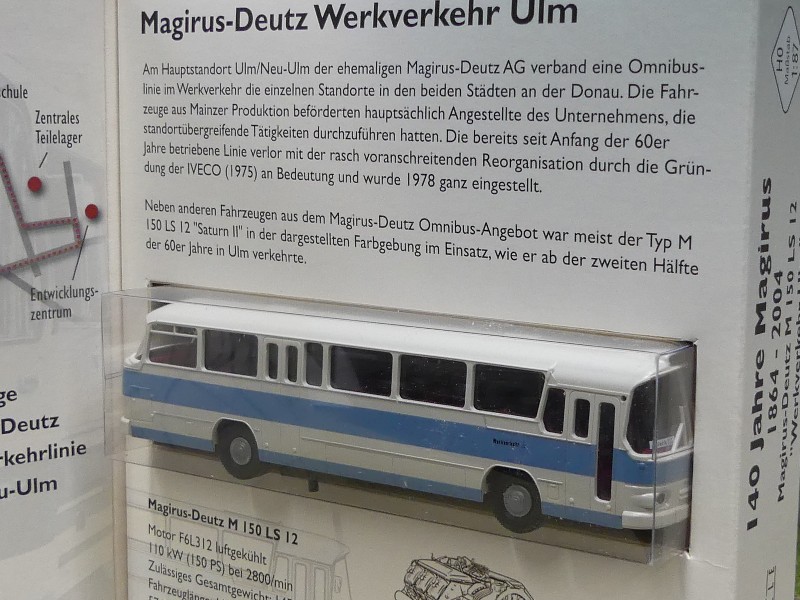 Magirus-Deutz Werkverkehr Ulm
Am Hauptstandort Ulm/Neu-Ulm der ehemaligen Magirus-Deutz AG verband eine Omnibus-
linie im Werkverkehr die einzelnen Standorte in den beiden Städten an der Donau. Die Fahr-
zeuge aus Mainzer Produktion beförderten hauptsächlich Angestellte des Unternehmens, die
standortübergreifende Tätigkeiten durchzuführen hatten. Die bereits seit Anfang der 60er
Jahre betriebene Linie verlor mit der rasch voranschreitenden Reorganisation durch die Grün-
dung der IVECO (1975) an Bedeutung und wurde 1978 ganz eingestellt.
Neben anderen Fahrzeugen aus dem Magirus-Deutz Omnibus-Angebot war meist der Typ M
150 LS 12 "Saturn II" in der dargestellten Farbgebung im Einsatz, wie er ab der zweiten Hälfte
der 60er Jahre in Ulm verkehrte.
chule
Zentrales
Teilelager
Entwicklungs-
zentrum
ge
Deutz
rkehrlinie
u-Ulm
Magirus-Deutz M 150 LS 12
Motor F6L312 luftgekühlt
110 kW (150 PS) bei 2800/min
Zulässiges Gesamtgewicht:
H0
Maßstab
1:87
140 Jahre Magirus
1864 - 2004
Magirus-Deutz M 150 LS 12
"Werkverkehr